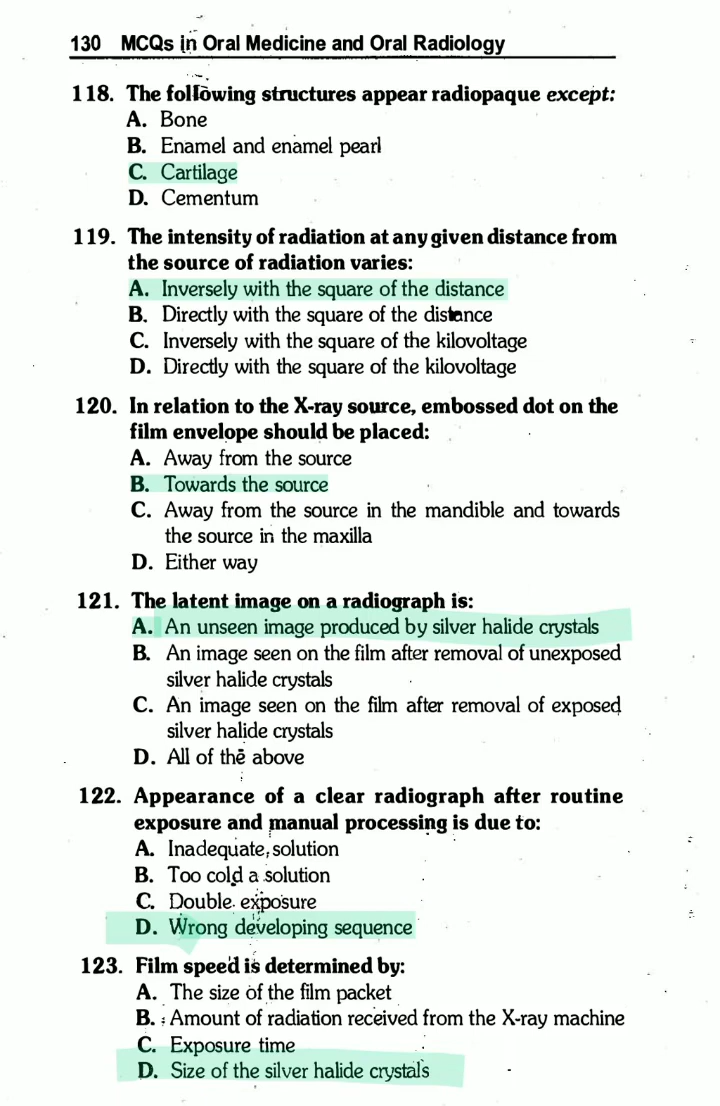 130 MCQs in Oral Medicine and Oral Radiology
118. The following structures appear radiopaque except:
A. Bone
B. Enamel and enamel pearl
C. Cartilage
D. Cementum
119. The intensity of radiation at any given distance from
the source of radiation varies:
A. Inversely with the square of the distance
B. Directly with the square of the distance
C. Inversely with the square of the kilovoltage
D. Directly with the square of the kilovoltage
120. In relation to the X-ray source, embossed dot on the
film envelope should be placed:
A. Away from the source
B. Towards the source
C. Away from the source in the mandible and towards
the source in the maxilla
D. Either way
121. The latent image on a radiograph is:
A. An unseen image produced by silver halide crystals
B. An image seen on the film after removal of unexposed
silver halide crystals
C. An image seen on the film after removal of exposed
silver halide crystals
D. All of the above
122. Appearance of a clear radiograph after routine
exposure and manual processing is due to:
A. Inadequate solution
B. Too cold a solution
C. Double exposure
D. Wrong developing sequence
123. Film speed is determined by:
A. The size of the film packet
B. Amount of radiation received from the X-ray machine
C. Exposure time
D. Size of the silver halide crystals